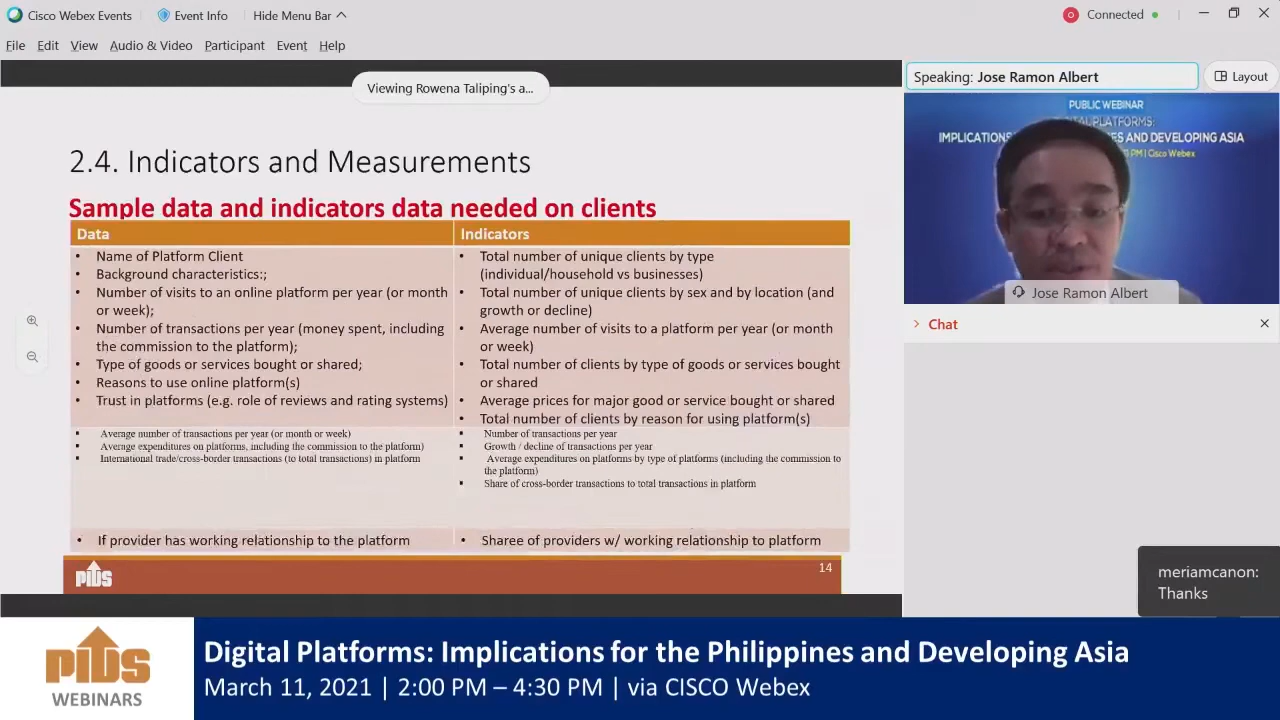 Cisco Webex Events
Event Info
Hide Menu Bar
Connected
File Edit View Audio & Video Participant Event Help
Viewing Rowena Taliping's a...
Speaking: Jose Ramon Albert
Layout
PUBLIC WEBINAR
PLATFORMS:
IMPLICATIONS
ES AND DEVELOPING ASIA
PM | Cisco Webex
Jose Ramon Albert
Chat
2.4. Indicators and Measurements
Sample data and indicators data needed on clients
Data
• Name of Platform Client
• Background characteristics:;
• Number of visits to an online platform per year (or month
or week);
• Number of transactions per year (money spent, including
the commission to the platform);
• Type of goods or services bought or shared;
• Reasons to use online platform(s)
• Trust in platforms (e.g. role of reviews and rating systems)
▪ Average number of transactions per year (or month or week)
▪ Average expenditures on platforms, including the commission to the platform)
▪ International trade/cross-border transactions (to total transactions) in platform
• If provider has working relationship to the platform
Indicators
• Total number of unique clients by type
(individual/household vs businesses)
• Total number of unique clients by sex and by location (and
growth or decline)
• Average number of visits to a platform per year (or month
or week)
• Total number of clients by type of goods or services bought
or shared
• Average prices for major good or service bought or shared
• Total number of clients by reason for using platform(s)
▪ Number of transactions per year
▪ Growth / decline of transactions per year
▪ Average expenditures on platforms by type of platforms (including the commission to
the platform)
▪ Share of cross-border transactions to total transactions in platform
• Sharee of providers w/ working relationship to platform
PIDS
14
meriamcanon:
Thanks
PIDS
WEBINARS
Digital Platforms: Implications for the Philippines and Developing Asia
March 11, 2021 | 2:00 PM – 4:30 PM | via CISCO Webex